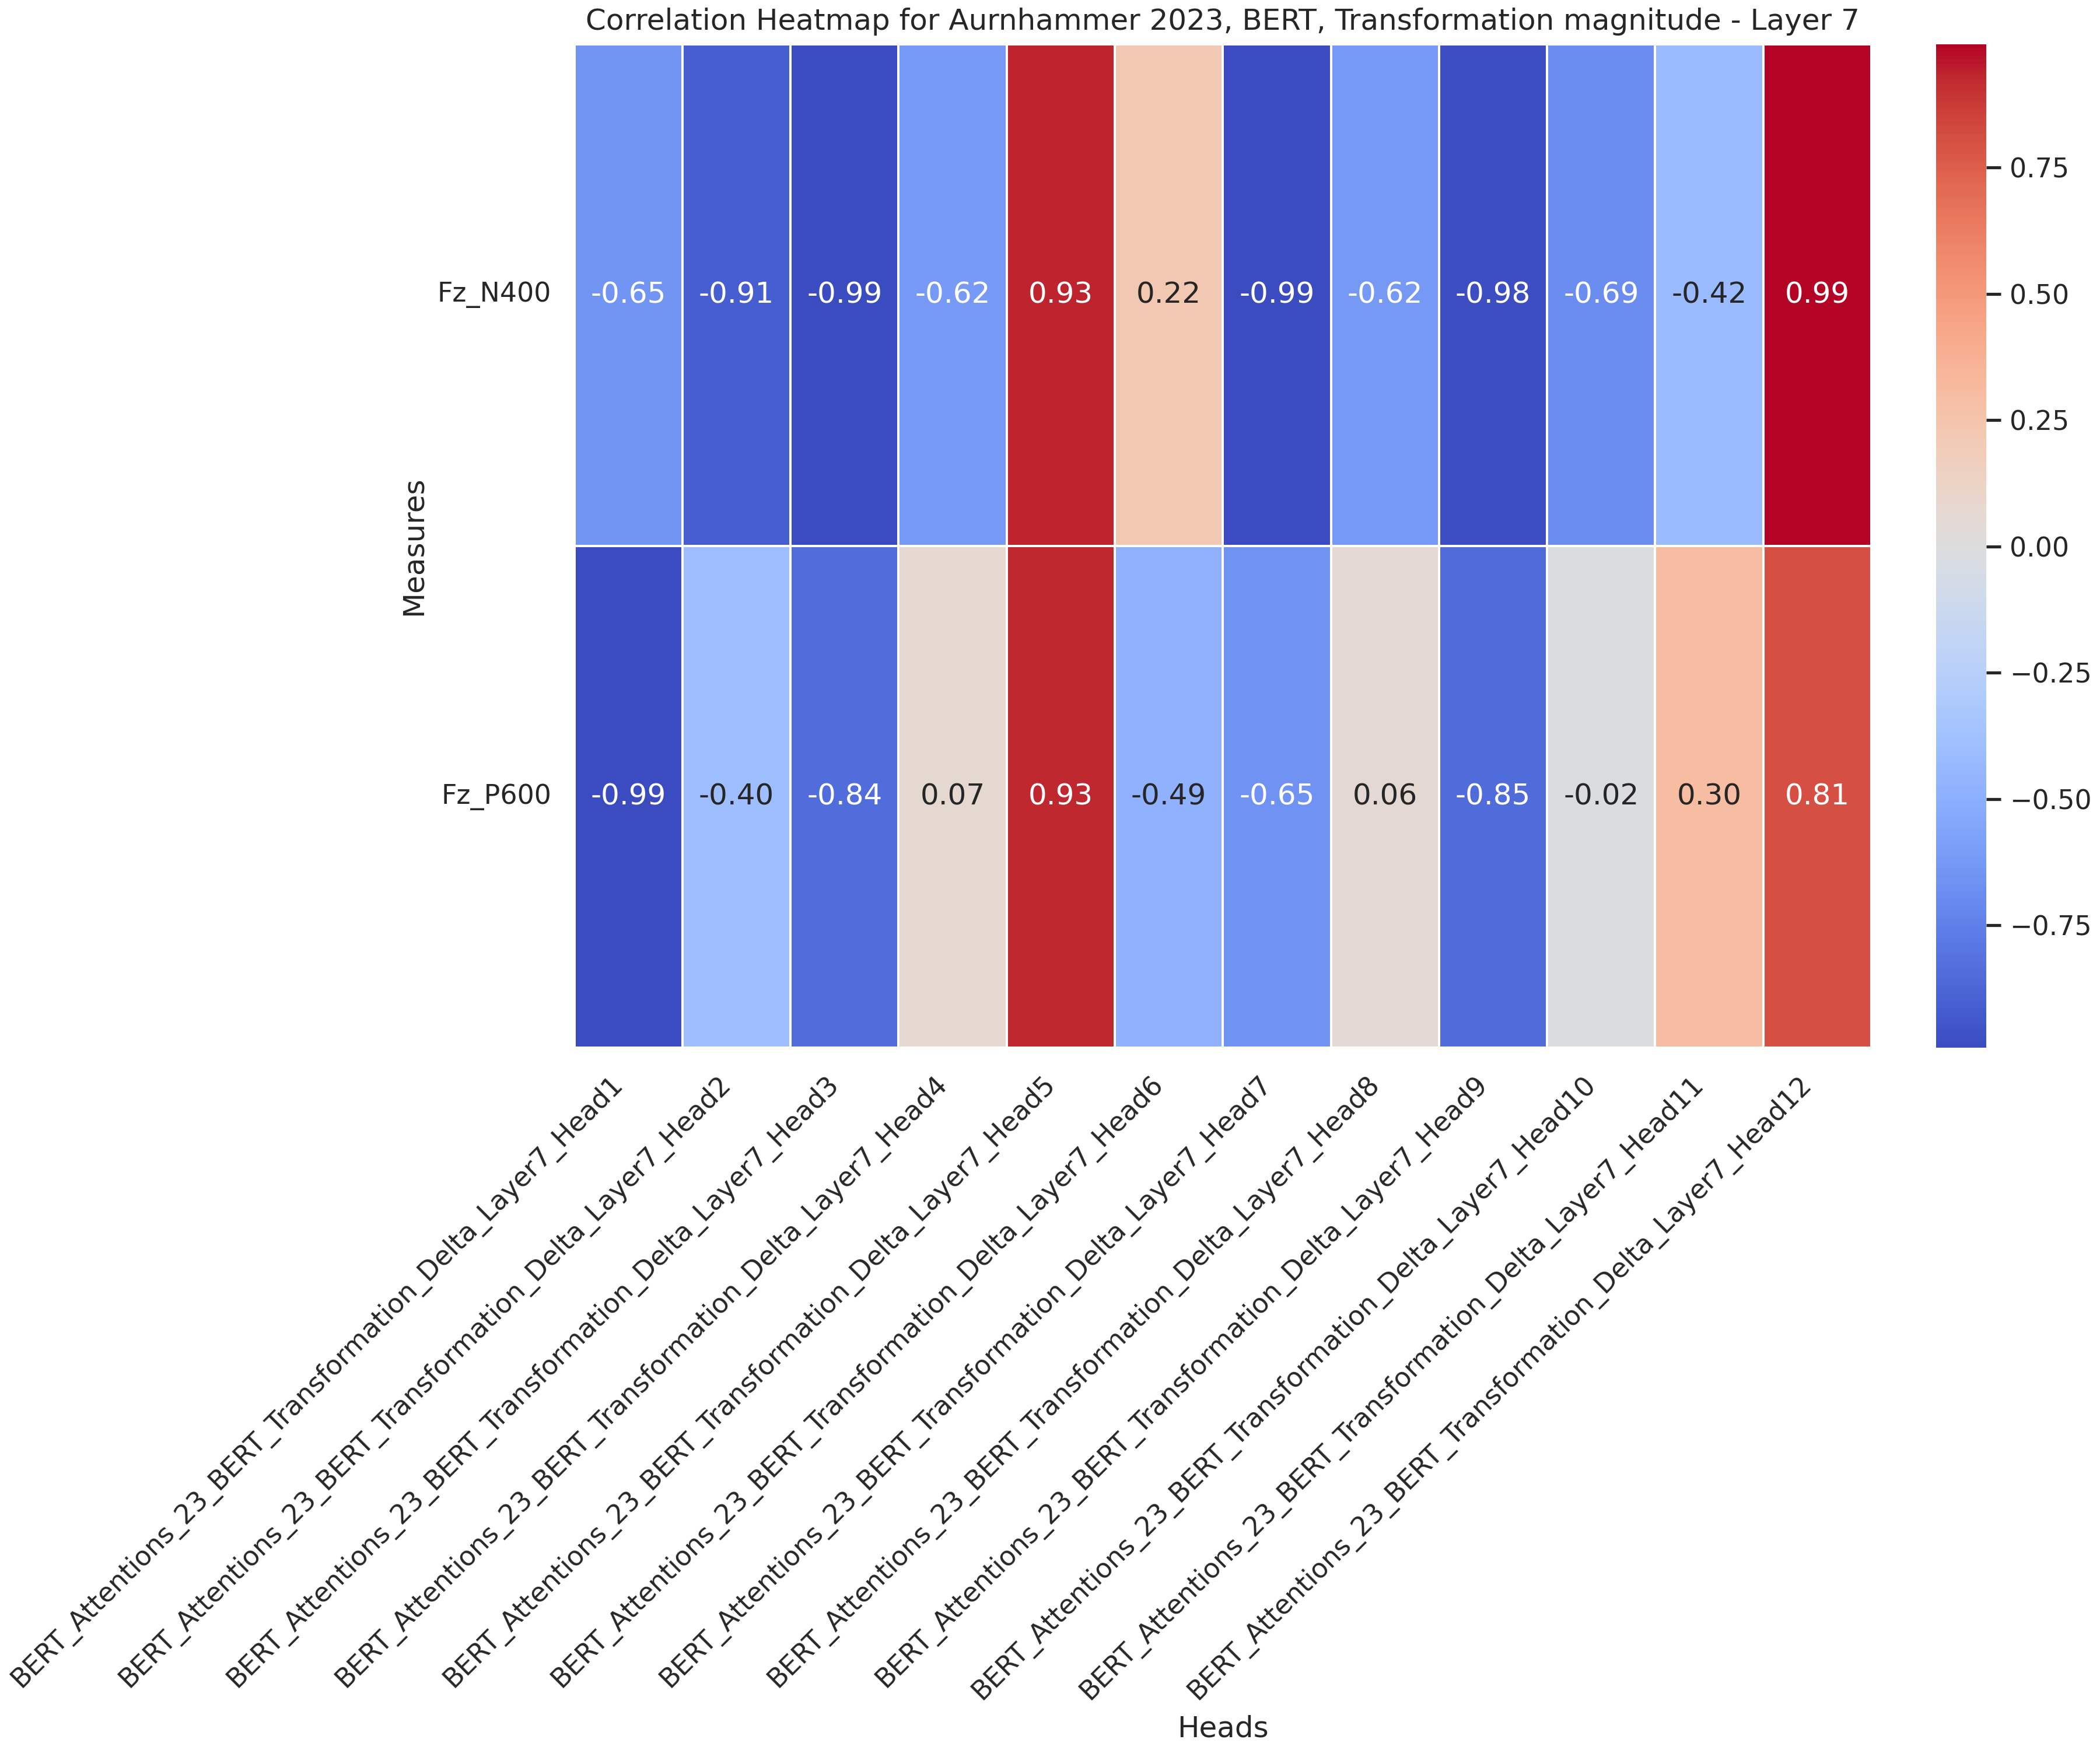 Correlation Heatmap for Aurnhammer 2023, BERT, Transformation magnitude - Layer 7
Measures
Fz_N400
-0.65 -0.91 -0.99 -0.62 0.93 0.22 -0.99 -0.62 -0.98 -0.69 -0.42 0.99
Fz_P600
-0.99 -0.40 -0.84 0.07 0.93 -0.49 -0.65 0.06 -0.85 -0.02 0.30 0.81
BERT_Attentions_23_BERT_Transformation_Delta_Layer7_Head1
BERT_Attentions_23_BERT_Transformation_Delta_Layer7_Head2
BERT_Attentions_23_BERT_Transformation_Delta_Layer7_Head3
BERT_Attentions_23_BERT_Transformation_Delta_Layer7_Head4
BERT_Attentions_23_BERT_Transformation_Delta_Layer7_Head5
BERT_Attentions_23_BERT_Transformation_Delta_Layer7_Head6
BERT_Attentions_23_BERT_Transformation_Delta_Layer7_Head7
BERT_Attentions_23_BERT_Transformation_Delta_Layer7_Head8
BERT_Attentions_23_BERT_Transformation_Delta_Layer7_Head9
BERT_Attentions_23_BERT_Transformation_Delta_Layer7_Head10
BERT_Attentions_23_BERT_Transformation_Delta_Layer7_Head11
BERT_Attentions_23_BERT_Transformation_Delta_Layer7_Head12
Heads
0.75
0.50
0.25
0.00
−0.25
−0.50
−0.75